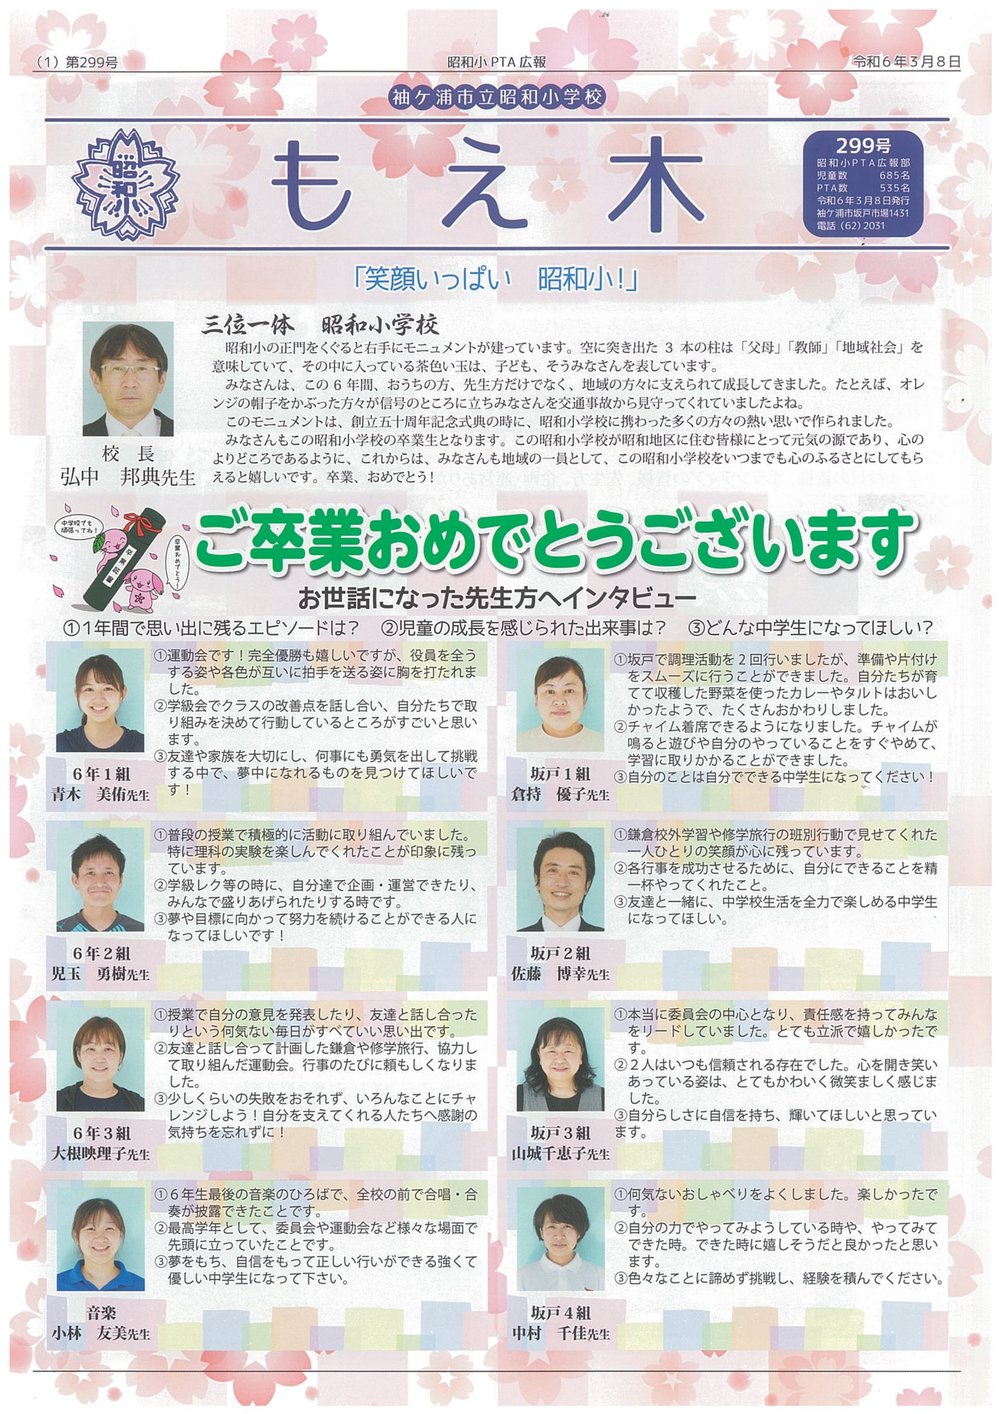 （1）第299号
昭和小 PTA 広報
令和６年３月８日
袖ケ浦市立昭和小学校
昭和小
もえ木
299号
昭和小PTA広報部
児童数　685名
PTA数　535名
令和６年３月８日発行
袖ケ浦市坂戸市場1431
電話（62）2031
「笑顔いっぱい　昭和小！」
三位一体　昭和小学校
昭和小の正門をくぐると右手にモニュメントが建っています。空に突き出た 3 本の柱は「父母」「教師」「地域社会」を
意味していて、その中に入っている茶色い玉は、子ども、そうみなさんを表しています。
みなさんは、この 6 年間、おうちの方、先生方だけでなく、地域の方々に支えられて成長してきました。たとえば、オレン
ジの帽子をかぶった方々が信号のところに立ちみなさんを交通事故から見守ってくれていましたよね。
このモニュメントは、創立五十周年記念式典の時に、昭和小学校に携わった多くの方々の熱い思いで作られました。
みなさんもこの昭和小学校の卒業生となります。この昭和小学校が昭和地区に住む皆様にとって元気の源であり、心の
よりどころであるように、これからは、みなさんも地域の一員として、この昭和小学校をいつまでも心のふるさとにしてもら
えると嬉しいです。卒業、おめでとう！
校　長
弘中　邦典先生
中学校でも
頑張ってね！
卒業証書
卒業おめでとう！
ご卒業おめでとうございます
お世話になった先生方へインタビュー
①１年間で思い出に残るエピソードは？　②児童の成長を感じられた出来事は？　③どんな中学生になってほしい？
①運動会です！完全優勝も嬉しいですが、役員を全う
する姿や各色が互いに拍手を送る姿に胸を打たれま
した。
②学級会でクラスの改善点を話し合い、自分たちで取
り組みを決めて行動しているところがすごいと思い
ます。
③友達や家族を大切にし、何事にも勇気を出して挑戦
する中で、夢中になれるものを見つけてほしいで
す！
６年１組
青木　美侑先生
①坂戸で調理活動を２回行いましたが、準備や片付け
をスムーズに行うことができました。自分たちが育
てて収穫した野菜を使ったカレーやタルトはおいし
かったようで、たくさんおかわりしました。
②チャイム着席できるようになりました。チャイムが
鳴ると遊びや自分のやっていることをすぐやめて、
学習に取りかかることができました。
③自分のことは自分でできる中学生になってください！
坂戸１組
倉持　優子先生
①普段の授業で積極的に活動に取り組んでいました。
特に理科の実験を楽しんでくれたことが印象に残っ
ています。
②学級レク等の時に、自分達で企画・運営できたり、
みんなで盛りあげられたりする時です。
③夢や目標に向かって努力を続けることができる人に
なってほしいです！
６年２組
児玉　勇樹先生
①鎌倉校外学習や修学旅行の班別行動で見せてくれた
一人ひとりの笑顔が心に残っています。
②各行事を成功させるために、自分にできることを精
一杯やってくれたこと。
③友達と一緒に、中学校生活を全力で楽しめる中学生
になってほしい。
坂戸２組
佐藤　博幸先生
①授業で自分の意見を発表したり、友達と話し合った
りという何気ない毎日がすべていい思い出です。
②友達と話し合って計画した鎌倉や修学旅行、協力し
て取り組んだ運動会。行事のたびに頼もしくなりま
した。
③少しくらいの失敗をおそれず、いろんなことにチャ
レンジしよう！自分を支えてくれる人たちへ感謝の
気持ちを忘れずに！
６年３組
大根映理子先生
①本当に委員会の中心となり、責任感を持ってみんな
をリードしていました。とても立派で嬉しかったで
す。
②２人はいつも信頼される存在でした。心を開き笑い
あっている姿は、とてもかわいく微笑ましく感じま
した。
③自分らしさに自信を持ち、輝いてほしいと思ってい
ます。
坂戸３組
山城千恵子先生
①６年生最後の音楽のひろばで、全校の前で合唱・合
奏が披露できたことです。
②最高学年として、委員会や運動会など様々な場面で
先頭に立っていたことです。
③夢をもち、自信をもって正しい行いができる強くて
優しい中学生になって下さい。
音楽
小林　友美先生
①何気ないおしゃべりをよくしました。楽しかったで
す。
②自分の力でやってみようしている時や、やってみて
できた時。できた時に嬉しそうだと良かったと思い
ます。
③色々なことに諦めず挑戦し、経験を積んでください。
坂戸４組
中村　千佳先生